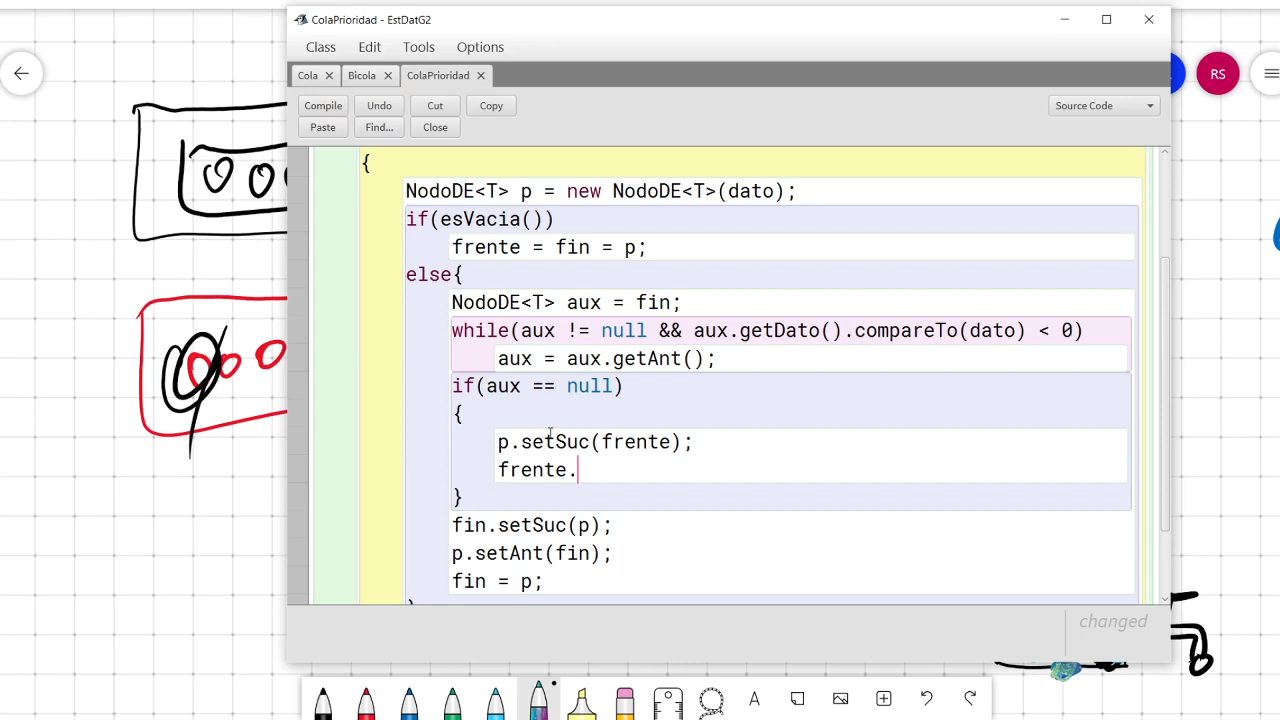 ColaPrioridad - EstDatG2
Class Edit Tools Options
Cola Bicola ColaPrioridad
Compile Undo Cut Copy Source Code
Paste Find... Close
RS
{
NodoDE<T> p = new NodoDE<T>(dato);
if(esVacia())
frente = fin = p;
else{
NodoDE<T> aux = fin;
while(aux != null && aux.getDato().compareTo(dato) < 0)
aux = aux.getAnt();
if(aux == null)
{
p.setSuc(frente);
frente.
}
fin.setSuc(p);
p.setAnt(fin);
fin = p;
changed
A